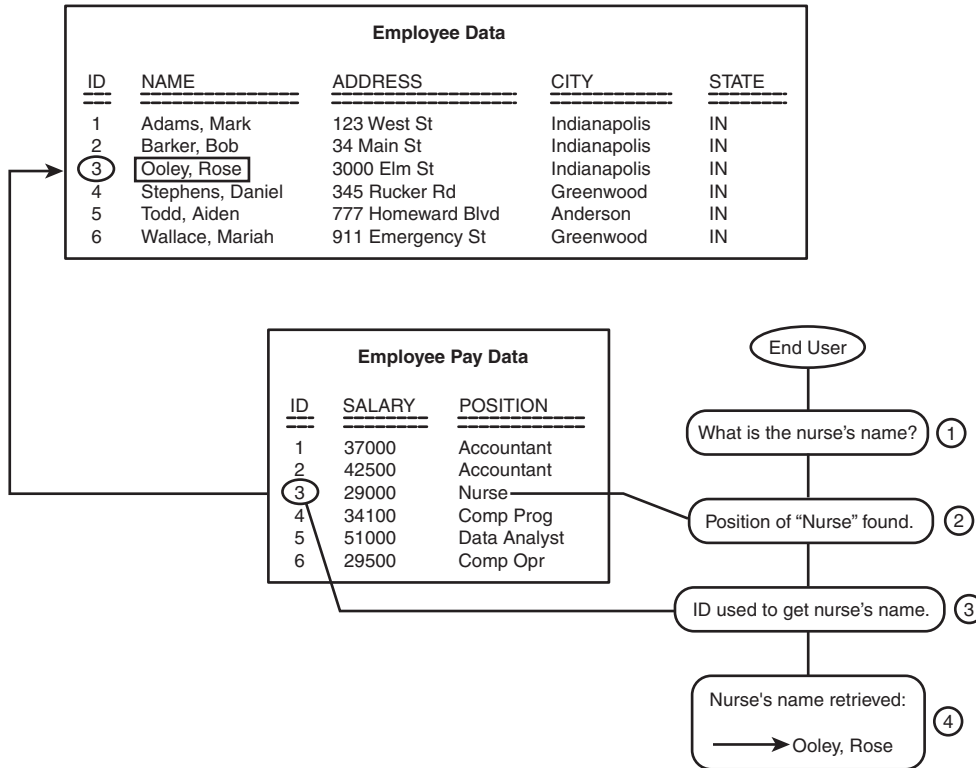 Employee Data
ID NAME ADDRESS CITY STATE
1 Adams, Mark 123 West St Indianapolis IN
2 Barker, Bob 34 Main St Indianapolis IN
3 Ooley, Rose 3000 Elm St Indianapolis IN
4 Stephens, Daniel 345 Rucker Rd Greenwood IN
5 Todd, Aiden 777 Homeward Blvd Anderson IN
6 Wallace, Mariah 911 Emergency St Greenwood IN
Employee Pay Data
ID SALARY POSITION
1 37000 Accountant
2 42500 Accountant
3 29000 Nurse
4 34100 Comp Prog
5 51000 Data Analyst
6 29500 Comp Opr
End User
What is the nurse's name? 1
Position of “Nurse” found. 2
ID used to get nurse's name. 3
Nurse's name retrieved: 4
Ooley, Rose